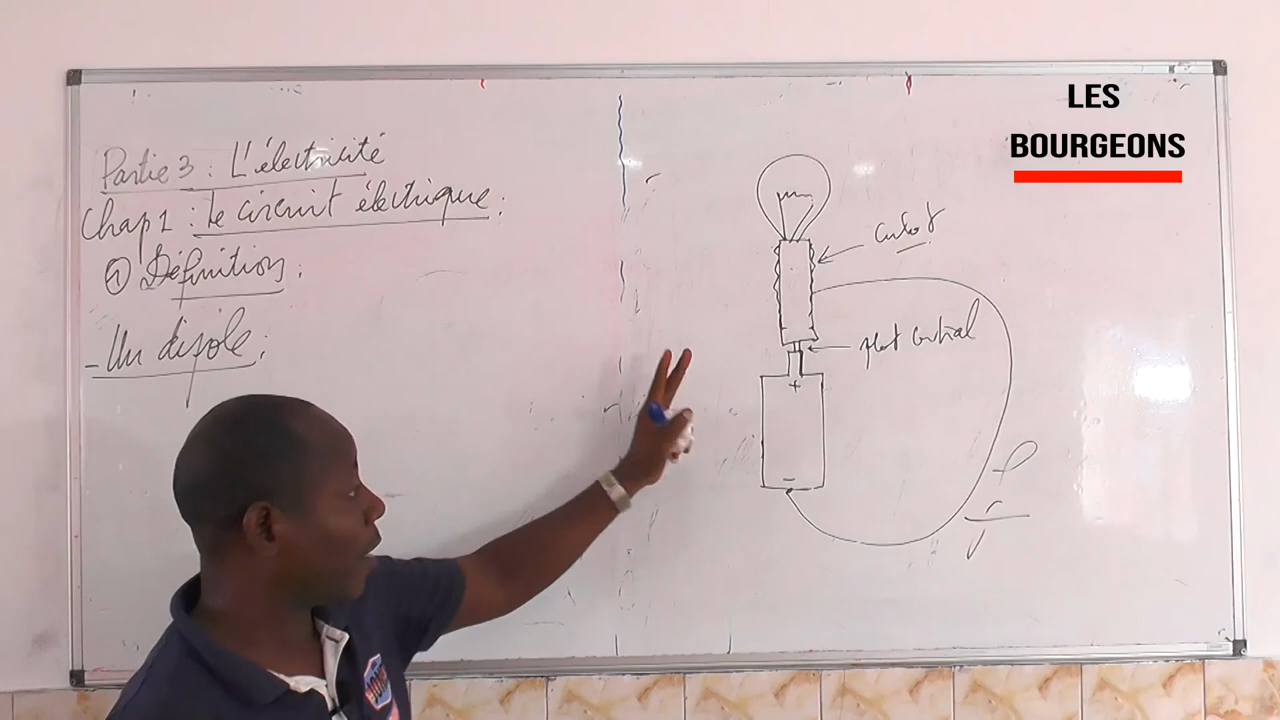 Partie 3 : L'électricité
Chap 1 : Le circuit électrique :
① Définition :
- Un dipole :
LES
BOURGEONS
culot
plot central
+
-